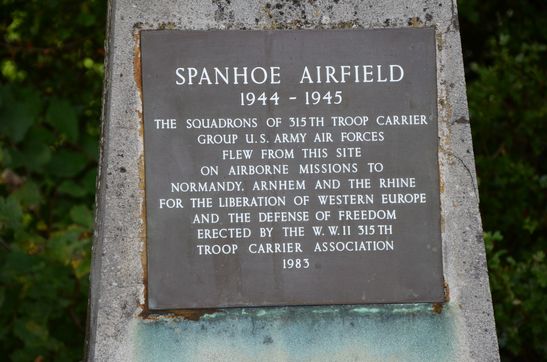 SPANHOE AIRFIELD
1944 - 1945
THE SQUADRONS OF 315TH TROOP CARRIER
GROUP U.S. ARMY AIR FORCES
FLEW FROM THIS SITE
ON AIRBORNE MISSIONS TO
NORMANDY, ARNHEM AND THE RHINE
FOR THE LIBERATION OF WESTERN EUROPE
AND THE DEFENSE OF FREEDOM
ERECTED BY THE W.W.II 315TH
TROOP CARRIER ASSOCIATION
1983